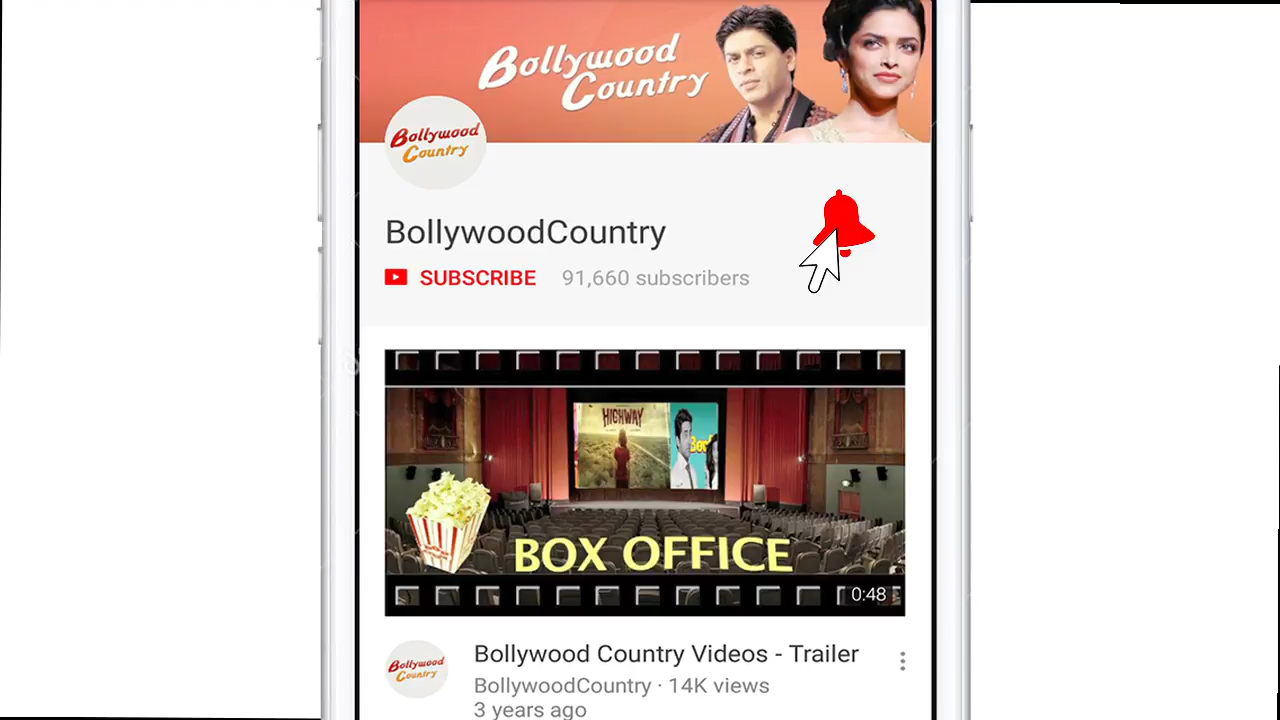 Bollywood
Country
Bollywood
Country
BollywoodCountry
SUBSCRIBE 91,660 subscribers
HIGHWAY
BOX OFFICE
0:48
Bollywood
Country
Bollywood Country Videos - Trailer
BollywoodCountry · 14K views
3 years ago